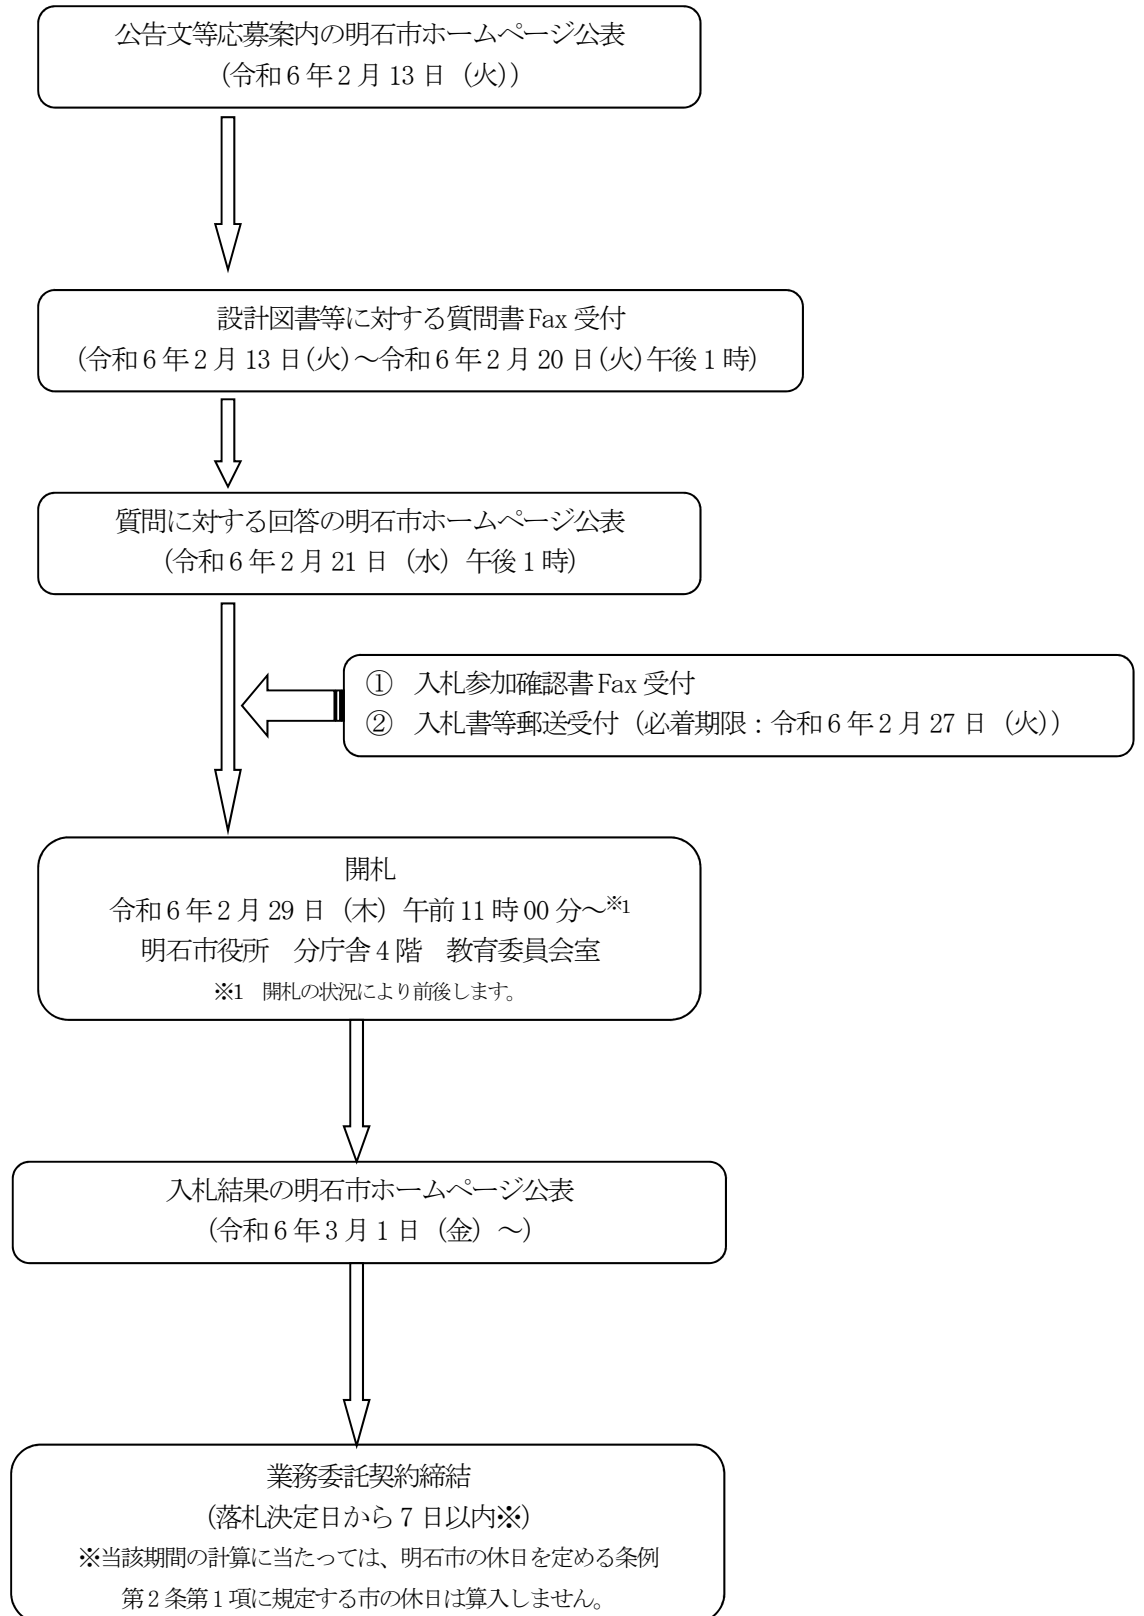 公告文等応募案内の明石市ホームページ公表
(令和6年2月13日（火））
設計図書等に対する質問書Fax受付
(令和6年2月13日(火)～令和6年2月20日(火)午後1時)
質問に対する回答の明石市ホームページ公表
(令和6年2月21日（水）午後1時)
①　入札参加確認書Fax受付
②　入札書等郵送受付（必着期限：令和6年2月27日（火））
開札
令和6年2月29日（木）午前11時00分～※1
明石市役所　分庁舎4階　教育委員会室
※1　開札の状況により前後します。
入札結果の明石市ホームページ公表
(令和6年3月1日（金）～)
業務委託契約締結
(落札決定日から7日以内※)
※当該期間の計算に当たっては、明石市の休日を定める条例
第2条第1項に規定する市の休日は算入しません。